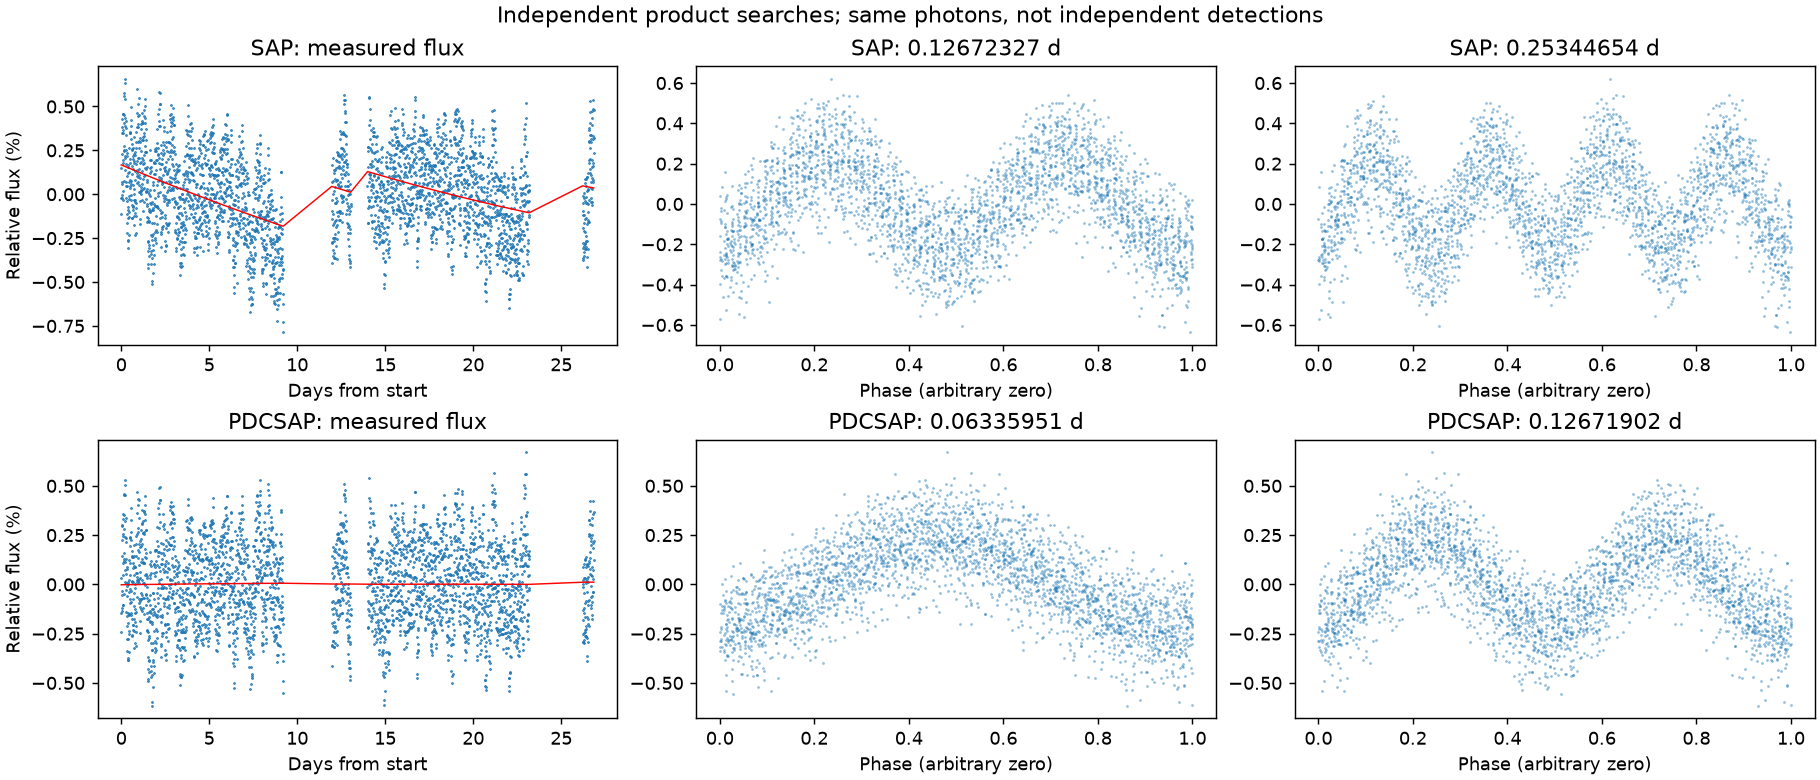 Independent product searches; same photons, not independent detections
SAP: measured flux
SAP: 0.12672327 d
SAP: 0.25344654 d
Relative flux (%)
0.50
0.25
0.00
−0.25
−0.50
−0.75
0 5 10 15 20 25
Days from start
0.6
0.4
0.2
0.0
−0.2
−0.4
−0.6
0.0 0.2 0.4 0.6 0.8 1.0
Phase (arbitrary zero)
0.6
0.4
0.2
0.0
−0.2
−0.4
−0.6
0.0 0.2 0.4 0.6 0.8 1.0
Phase (arbitrary zero)
PDCSAP: measured flux
PDCSAP: 0.06335951 d
PDCSAP: 0.12671902 d
Relative flux (%)
0.50
0.25
0.00
−0.25
−0.50
0 5 10 15 20 25
Days from start
0.50
0.25
0.00
−0.25
−0.50
0.0 0.2 0.4 0.6 0.8 1.0
Phase (arbitrary zero)
0.50
0.25
0.00
−0.25
−0.50
0.0 0.2 0.4 0.6 0.8 1.0
Phase (arbitrary zero)